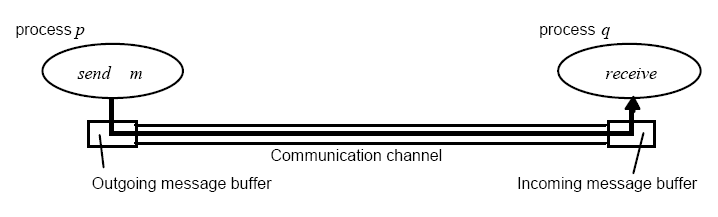 process p
process q
send m
receive
Communication channel
Outgoing message buffer
Incoming message buffer